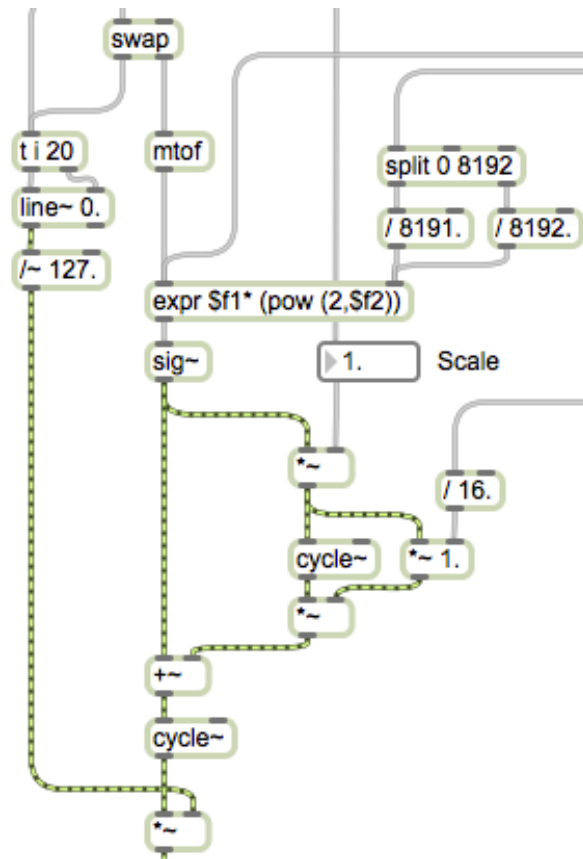 swap
t i 20
mtof
split 0 8192
line~ 0.
/ 8191.
/ 8192.
/~ 127.
expr $f1* (pow (2,$f2))
sig~
1.
Scale
*~
/ 16.
cycle~
*~ 1.
*~
+~
cycle~
*~